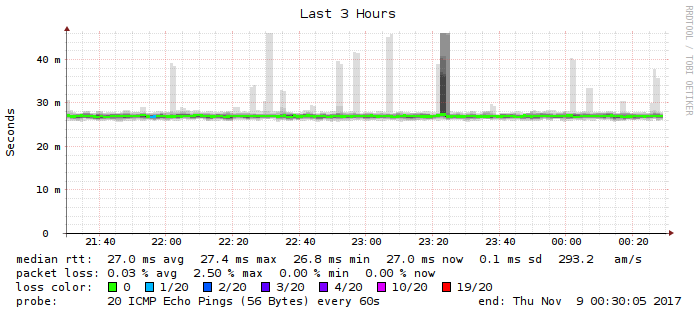 Last 3 Hours
RRDTOOL / TOBI OETIKER
Seconds
40 m
30 m
20 m
10 m
0
21:40 22:00 22:20 22:40 23:00 23:20 23:40 00:00 00:20
median rtt: 27.0 ms avg 27.4 ms max 26.8 ms min 27.0 ms now 0.1 ms sd 293.2 am/s
packet loss: 0.03 % avg 2.50 % max 0.00 % min 0.00 % now
loss color: 0 1/20 2/20 3/20 4/20 10/20 19/20
probe: 20 ICMP Echo Pings (56 Bytes) every 60s end: Thu Nov 9 00:30:05 2017